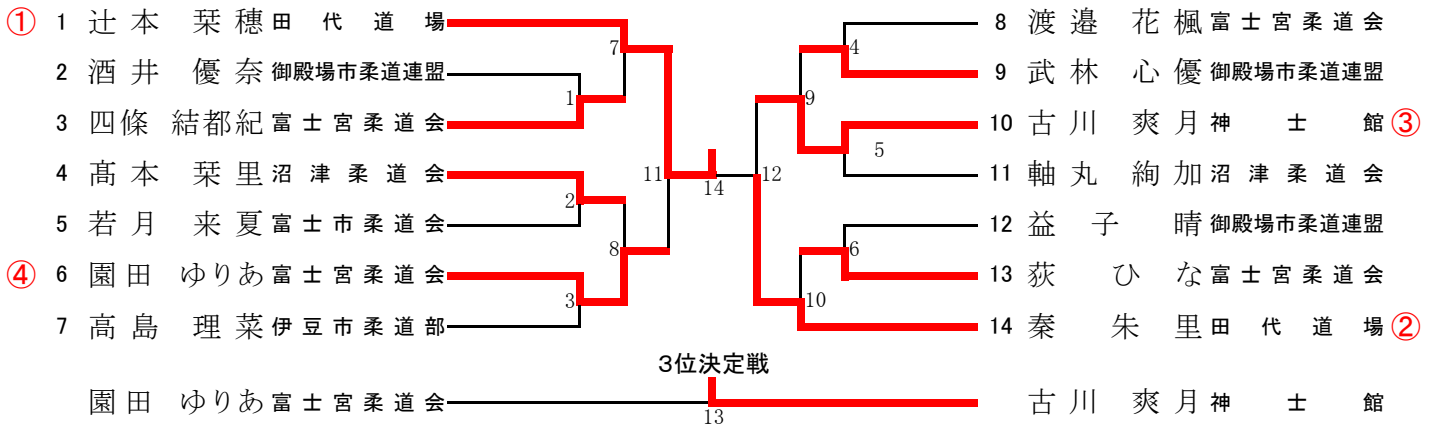 ① 1 辻本 栞穂 田代道場
2 酒井 優奈 御殿場市柔道連盟
3 四條 結都紀 富士宮柔道会
4 髙本 栞里 沼津柔道会
5 若月 来夏 富士市柔道会
④ 6 園田 ゆりあ 富士宮柔道会
7 高島 理菜 伊豆市柔道部
7
1
2
11
8
3
14
12
4
9
5
6
10
8 渡邉 花楓 富士宮柔道会
9 武林 心優 御殿場市柔道連盟
10 古川 爽月 神士館 ③
11 軸丸 絢加 沼津柔道会
12 益子 晴 御殿場市柔道連盟
13 荻 ひな 富士宮柔道会
14 秦 朱里 田代道場 ②
3位決定戦
園田 ゆりあ 富士宮柔道会
13
古川 爽月 神士館